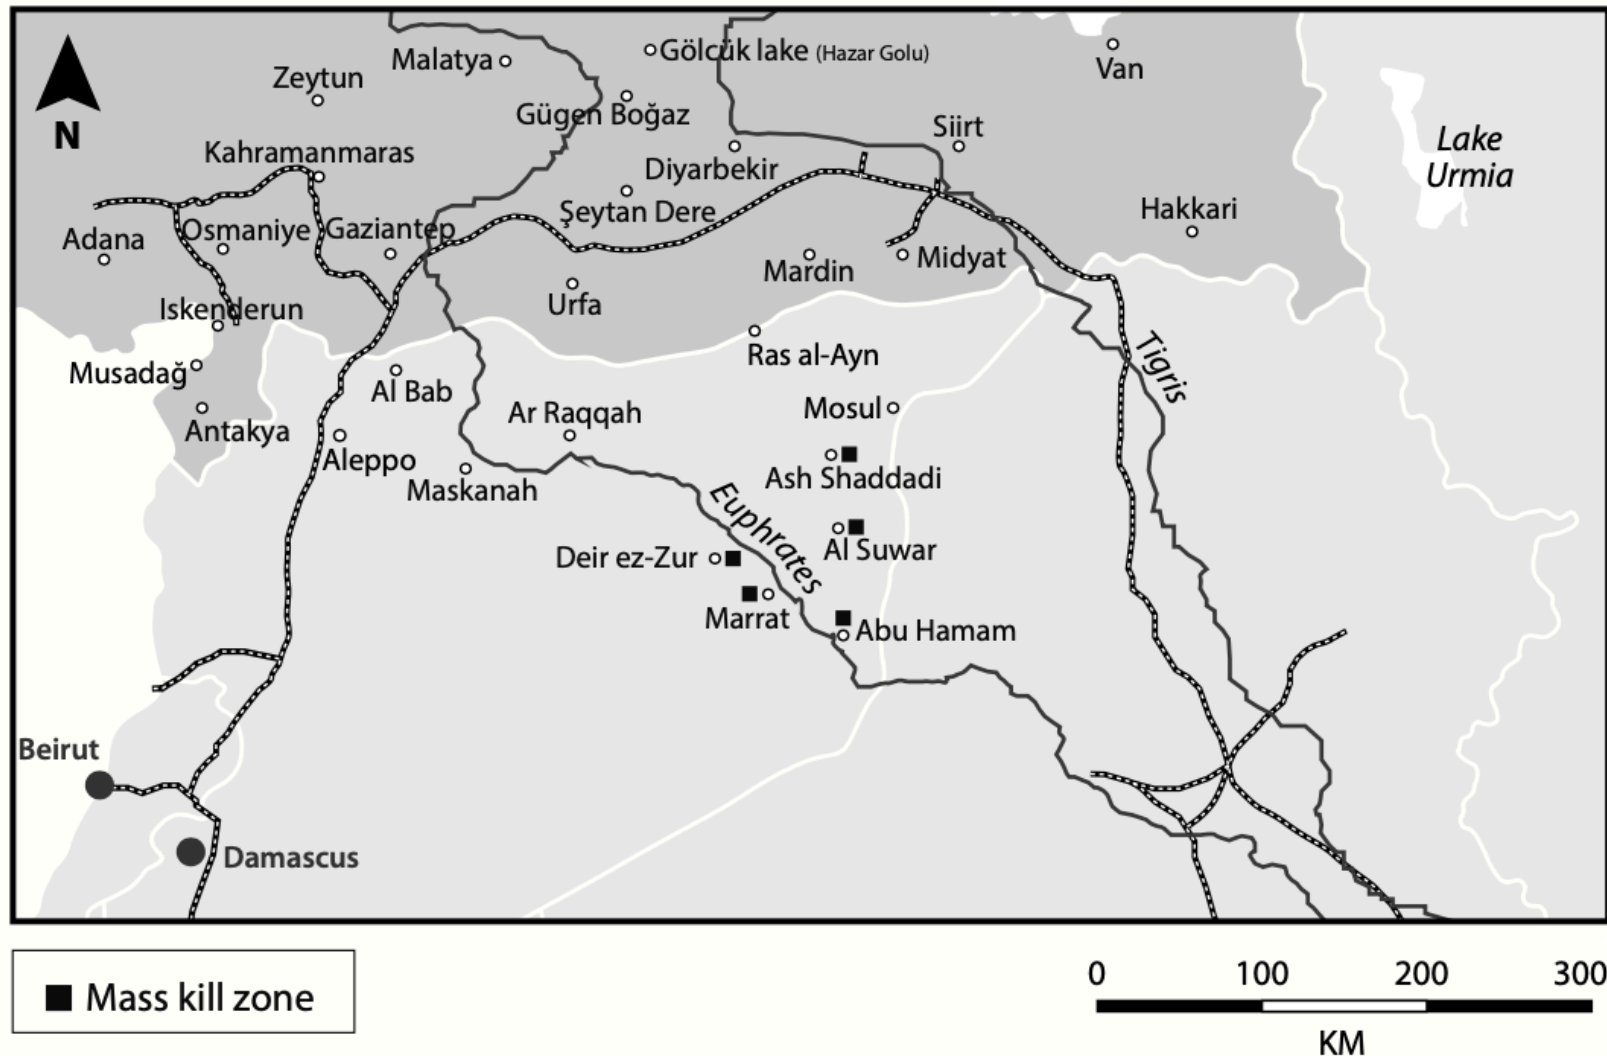 Malatya
Gölcük lake (Hazar Golu)
Van
Zeytun
Gügen Boğaz
N
Siirt
Lake
Urmia
Kahramanmaras
Diyarbekir
Şeytan Dere
Hakkari
Adana
Osmaniye
Gaziantep
Mardin
Midyat
Iskenderun
Urfa
Musadağ
Ras al-Ayn
Tigris
Al Bab
Antakya
Ar Raqqah
Mosul
Aleppo
Maskanah
Ash Shaddadi
Euphrates
Deir ez-Zur
Al Suwar
Marrat
Abu Hamam
Beirut
Damascus
Mass kill zone
0 100 200 300
KM